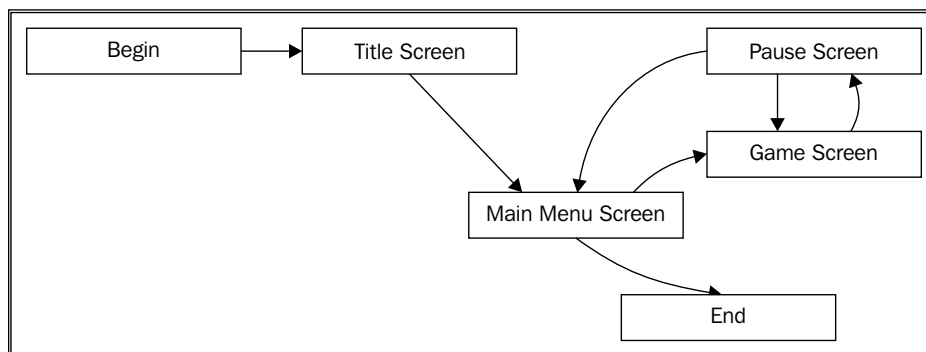 Begin
Title Screen
Pause Screen
Game Screen
Main Menu Screen
End